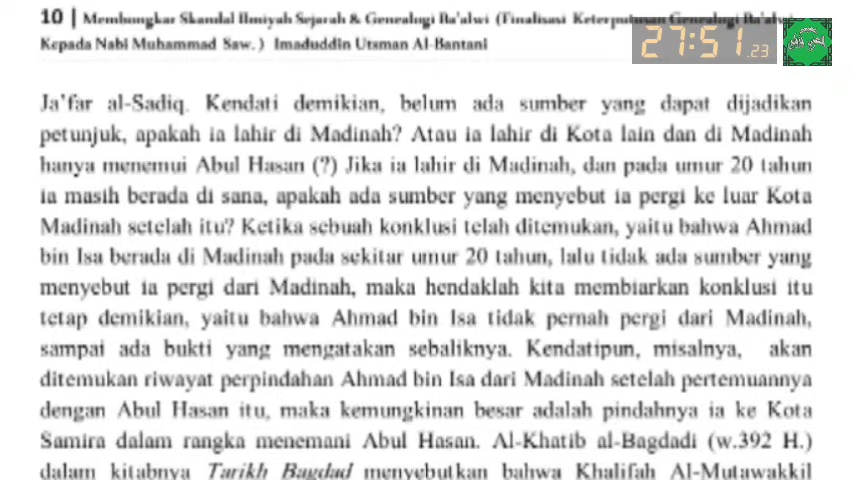 10 | Membongkar Skandal Ilmiyah Sejarah & Genealogi Ba'alwi (Finalisasi Keterputusan Genealogi Ba'alwi
Kepada Nabi Muhammad Saw. ) Imaduddin Utsman Al-Bantani
27:51.23
Ja'far al-Sadiq. Kendati demikian, belum ada sumber yang dapat dijadikan
petunjuk, apakah ia lahir di Madinah? Atau ia lahir di Kota lain dan di Madinah
hanya menemui Abul Hasan (?) Jika ia lahir di Madinah, dan pada umur 20 tahun
ia masih berada di sana, apakah ada sumber yang menyebut ia pergi ke luar Kota
Madinah setelah itu? Ketika sebuah konklusi telah ditemukan, yaitu bahwa Ahmad
bin Isa berada di Madinah pada sekitar umur 20 tahun, lalu tidak ada sumber yang
menyebut ia pergi dari Madinah, maka hendaklah kita membiarkan konklusi itu
tetap demikian, yaitu bahwa Ahmad bin Isa tidak pernah pergi dari Madinah,
sampai ada bukti yang mengatakan sebaliknya. Kendatipun, misalnya, akan
ditemukan riwayat perpindahan Ahmad bin Isa dari Madinah setelah pertemuannya
dengan Abul Hasan itu, maka kemungkinan besar adalah pindahnya ia ke Kota
Samira dalam rangka menemani Abul Hasan. Al-Khatib al-Bagdadi (w.392 H.)
dalam kitabnya Tarikh Bagdad menyebutkan bahwa Khalifah Al-Mutawakkil